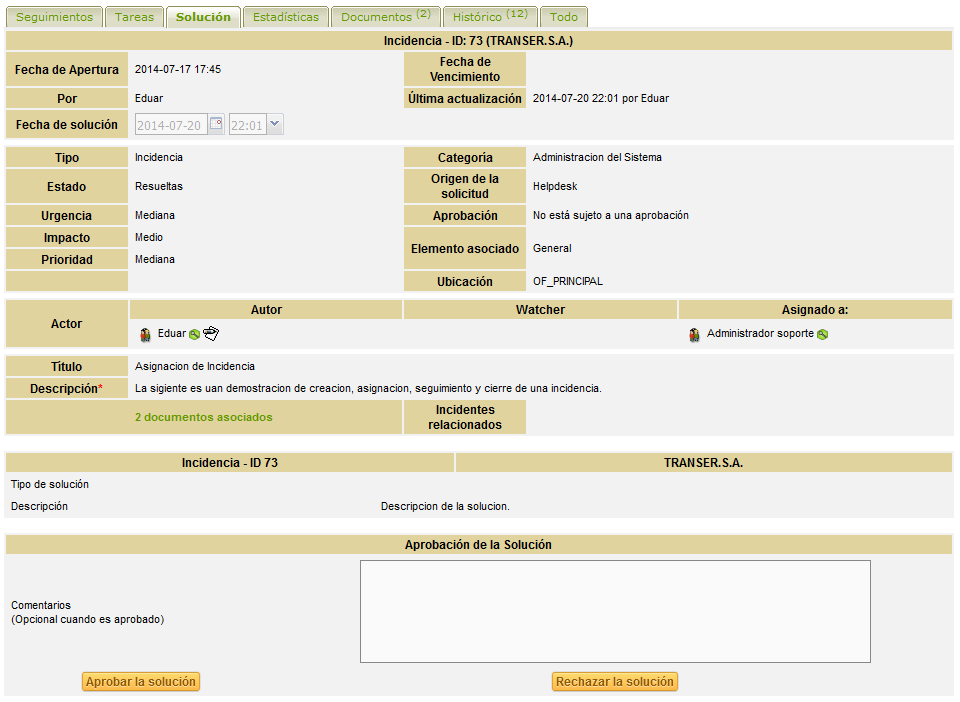 Seguimientos Tareas Solución Estadísticas Documentos (2) Histórico (12) Todo
Incidencia - ID: 73 (TRANSER.S.A.)
Fecha de Apertura 2014-07-17 17:45 Fecha de
Vencimiento
Por Eduar Última actualización 2014-07-20 22:01 por Eduar
Fecha de solución 2014-07-20 22:01
Tipo Incidencia Categoría Administracion del Sistema
Estado Resueltas Origen de la
solicitud Helpdesk
Urgencia Mediana Aprobación No está sujeto a una aprobación
Impacto Medio Elemento asociado General
Prioridad Mediana
Ubicación OF_PRINCIPAL
Actor Autor Watcher Asignado a:
Eduar Administrador soporte
Título Asignacion de Incidencia
Descripción* La sigiente es uan demostracion de creacion, asignacion, seguimiento y cierre de una incidencia.
2 documentos asociados Incidentes
relacionados
Incidencia - ID 73 TRANSER.S.A.
Tipo de solución
Descripción Descripcion de la solucion.
Aprobación de la Solución
Comentarios
(Opcional cuando es aprobado)
Aprobar la solución Rechazar la solución